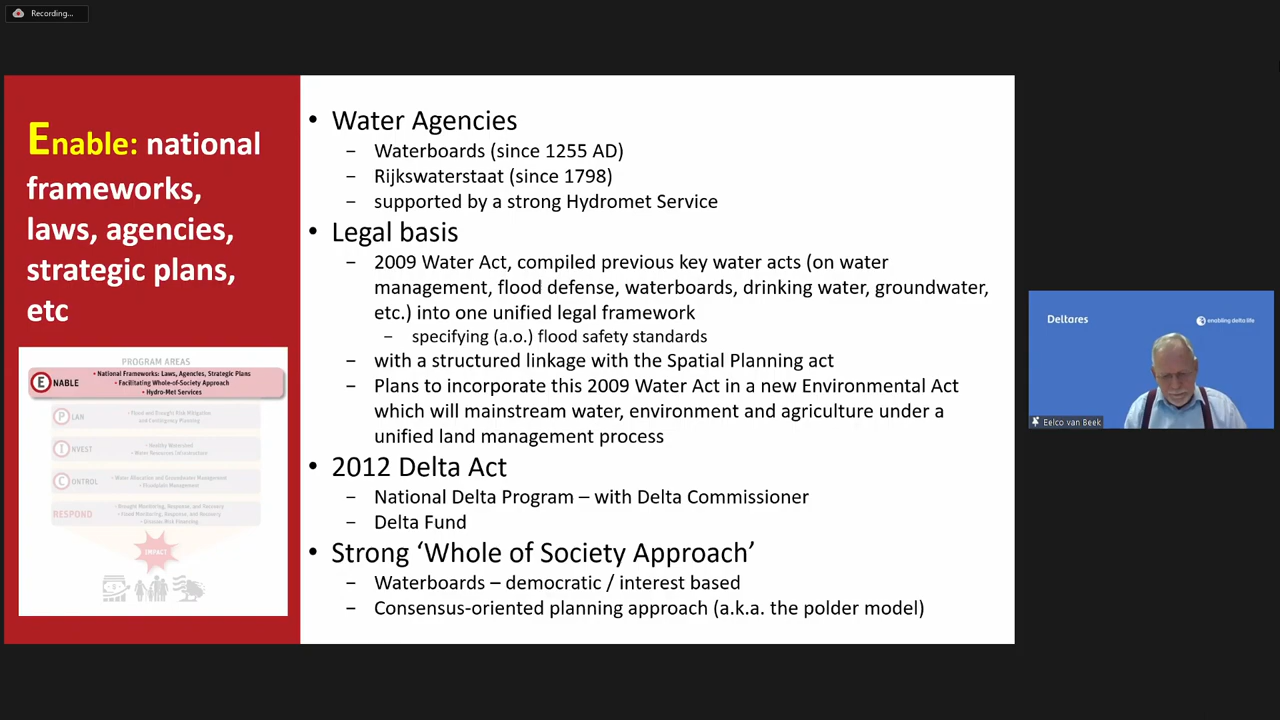 Recording...
Enable: national
frameworks,
laws, agencies,
strategic plans,
etc
PROGRAM AREAS
ENABLE
• National Frameworks: Laws, Agencies, Strategic Plans
• Facilitating Whole-of-Society Approach
• Hydro-Met Services
PLAN
• Flood and Drought Risk Mitigation
and Contingency Planning
INVEST
• Healthy Watershed
• Water Resources Infrastructure
CONTROL
• Water Allocation and Groundwater Management
• Floodplain Management
RESPOND
• Drought Monitoring, Response, and Recovery
• Flood Monitoring, Response, and Recovery
• Disaster Risk Financing
IMPACT
• Water Agencies
– Waterboards (since 1255 AD)
– Rijkswaterstaat (since 1798)
– supported by a strong Hydromet Service
• Legal basis
– 2009 Water Act, compiled previous key water acts (on water
management, flood defense, waterboards, drinking water, groundwater,
etc.) into one unified legal framework
– specifying (a.o.) flood safety standards
– with a structured linkage with the Spatial Planning act
– Plans to incorporate this 2009 Water Act in a new Environmental Act
which will mainstream water, environment and agriculture under a
unified land management process
• 2012 Delta Act
– National Delta Program – with Delta Commissioner
– Delta Fund
• Strong ‘Whole of Society Approach’
– Waterboards – democratic / interest based
– Consensus-oriented planning approach (a.k.a. the polder model)
Deltares
enabling delta life
Eelco van Beek